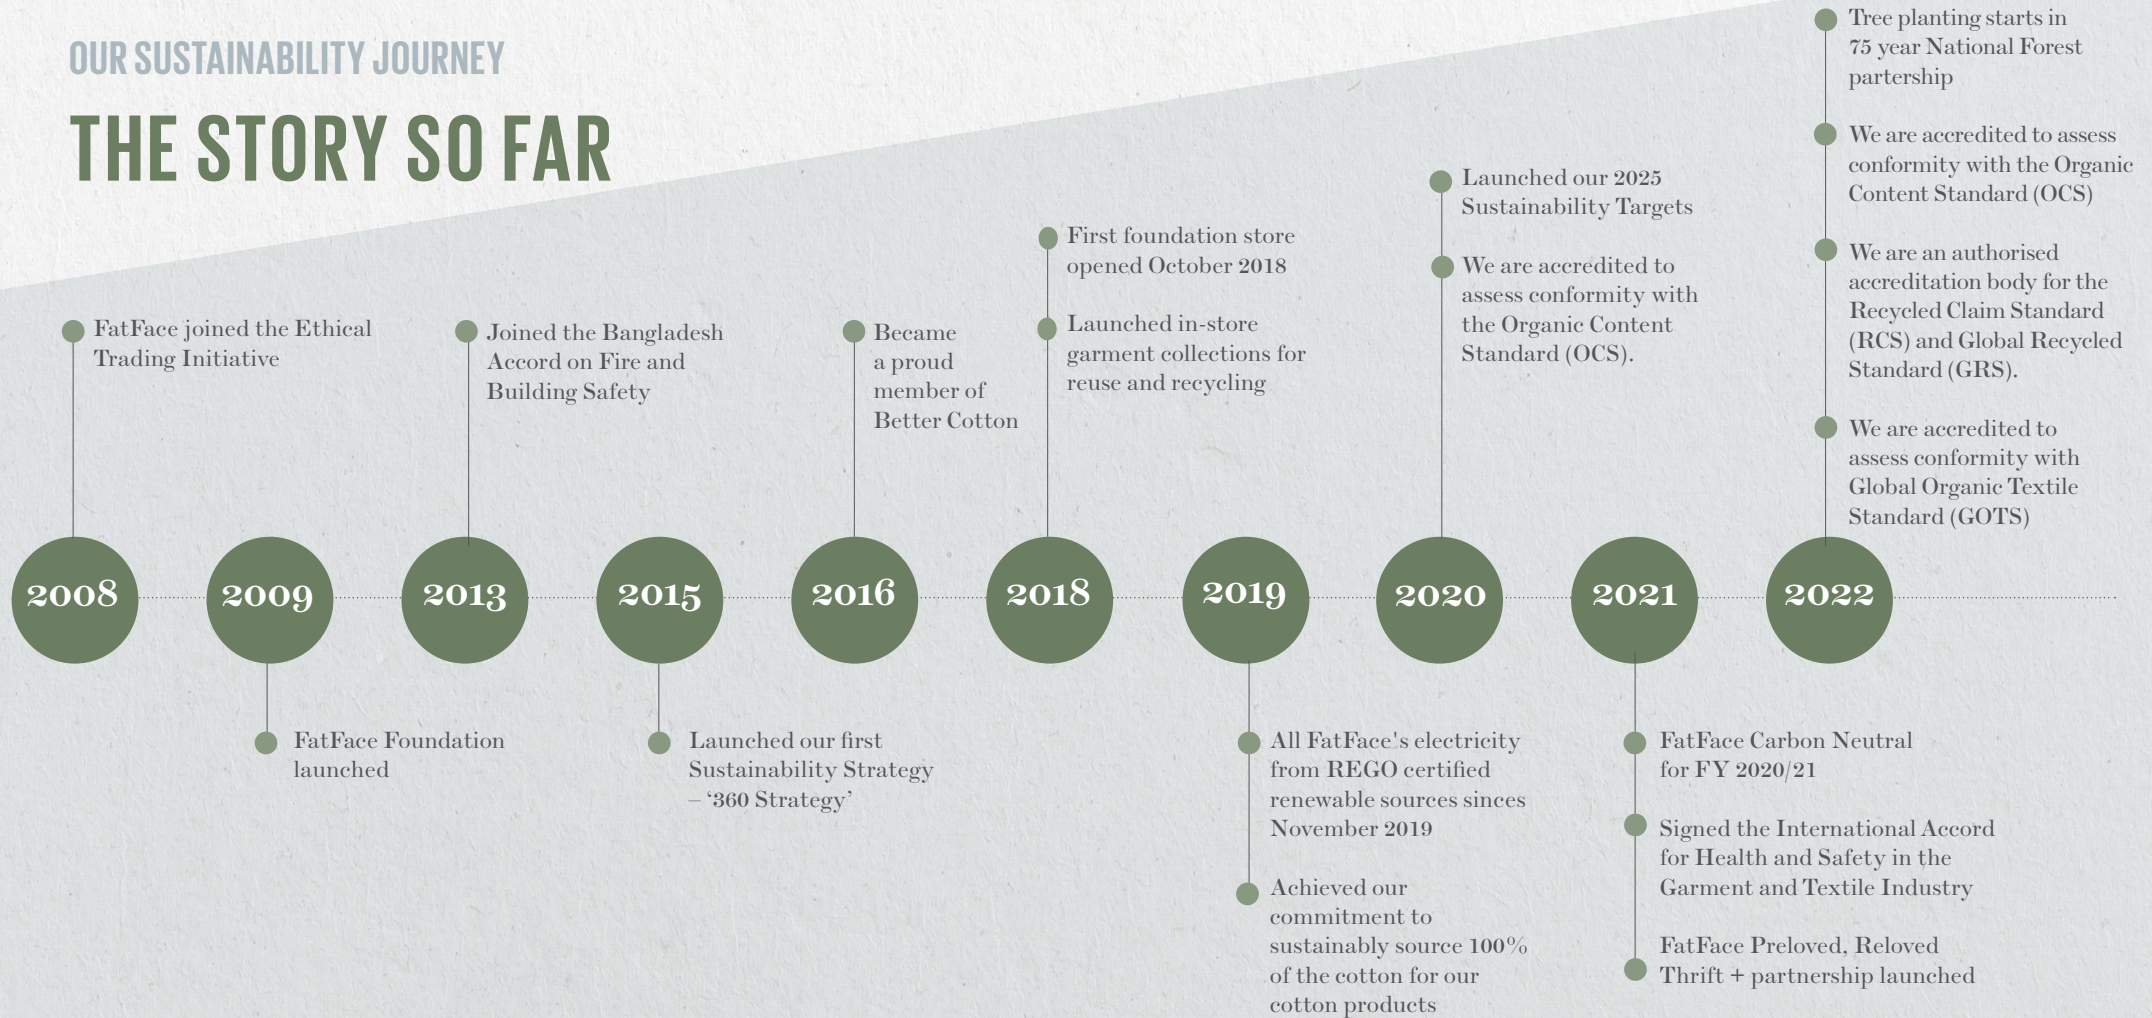 OUR SUSTAINABILITY JOURNEY
THE STORY SO FAR
FatFace joined the Ethical
Trading Initiative
Joined the Bangladesh
Accord on Fire and
Building Safety
Became
a proud
member of
Better Cotton
First foundation store
opened October 2018
Launched in-store
garment collections for
reuse and recycling
Launched our 2025
Sustainability Targets
We are accredited to
assess conformity with
the Organic Content
Standard (OCS).
Tree planting starts in
75 year National Forest
partership
We are accredited to assess
conformity with the Organic
Content Standard (OCS)
We are an authorised
accreditation body for the
Recycled Claim Standard
(RCS) and Global Recycled
Standard (GRS).
We are accredited to
assess conformity with
Global Organic Textile
Standard (GOTS)
2008
2009
2013
2015
2016
2018
2019
2020
2021
2022
FatFace Foundation
launched
Launched our first
Sustainability Strategy
– ‘360 Strategy’
All FatFace's electricity
from REGO certified
renewable sources sinces
November 2019
Achieved our
commitment to
sustainably source 100%
of the cotton for our
cotton products
FatFace Carbon Neutral
for FY 2020/21
Signed the International Accord
for Health and Safety in the
Garment and Textile Industry
FatFace Preloved, Reloved
Thrift + partnership launched